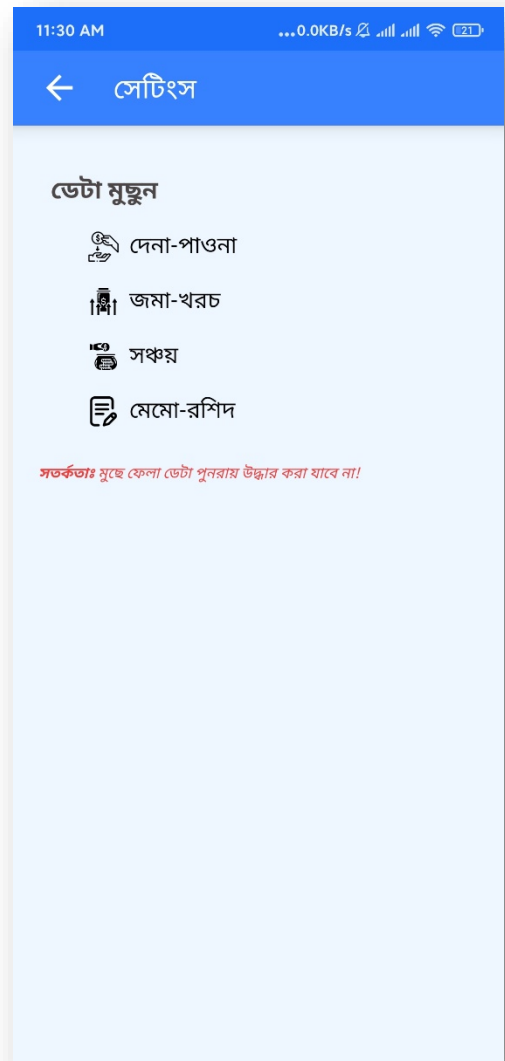 11:30 AM ...0.0KB/s 21
সেটিংস
ডেটা মুছুন
দেনা-পাওনা
জমা-খরচ
সঞ্চয়
মেমো-রশিদ
সতর্কতাঃ মুছে ফেলা ডেটা পুনরায় উদ্ধার করা যাবে না!